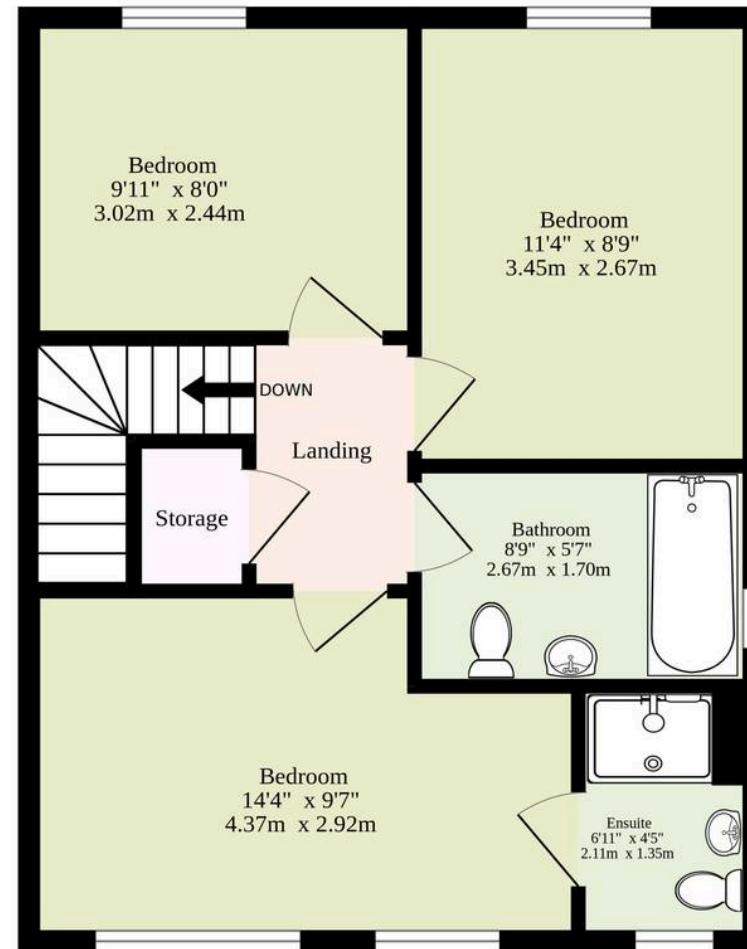 Bedroom
9'11" x 8'0"
3.02m x 2.44m
Bedroom
11'4" x 8'9"
3.45m x 2.67m
DOWN
Landing
Storage
Bathroom
8'9" x 5'7"
2.67m x 1.70m
Bedroom
14'4" x 9'7"
4.37m x 2.92m
Ensuite
6'11" x 4'5"
2.11m x 1.35m